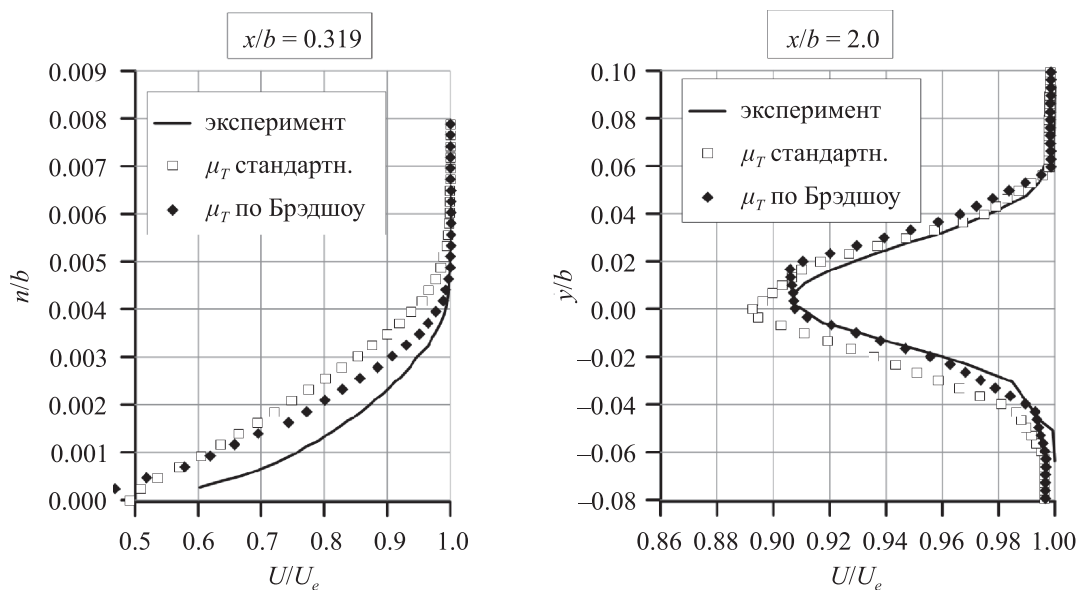 x/b = 0.319
0.009
0.008
0.007
0.006
0.005
0.004
0.003
0.002
0.001
0.000
n/b
эксперимент
μT стандартн.
μT по Брэдшоу
0.5 0.6 0.7 0.8 0.9 1.0
U/Ue
x/b = 2.0
0.10
0.08
0.06
0.04
0.02
0.00
–0.02
–0.04
–0.06
–0.08
y/b
эксперимент
μT стандартн.
μT по Брэдшоу
0.86 0.88 0.90 0.92 0.94 0.96 0.98 1.00
U/Ue